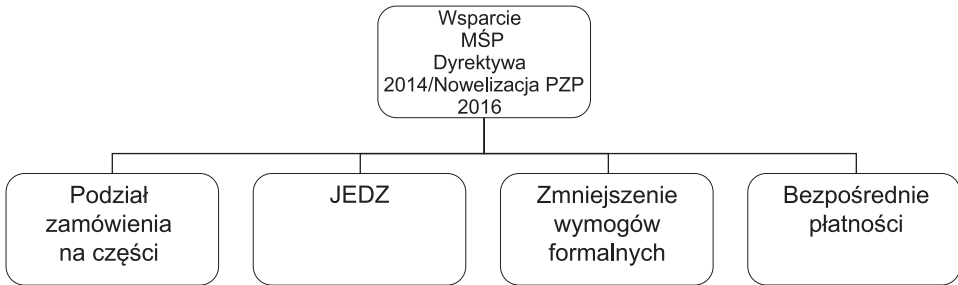 Wsparcie
MŚP
Dyrektywa
2014/Nowelizacja PZP
2016
Podział
zamówienia
na części
JEDZ
Zmniejszenie
wymogów
formalnych
Bezpośrednie
płatności